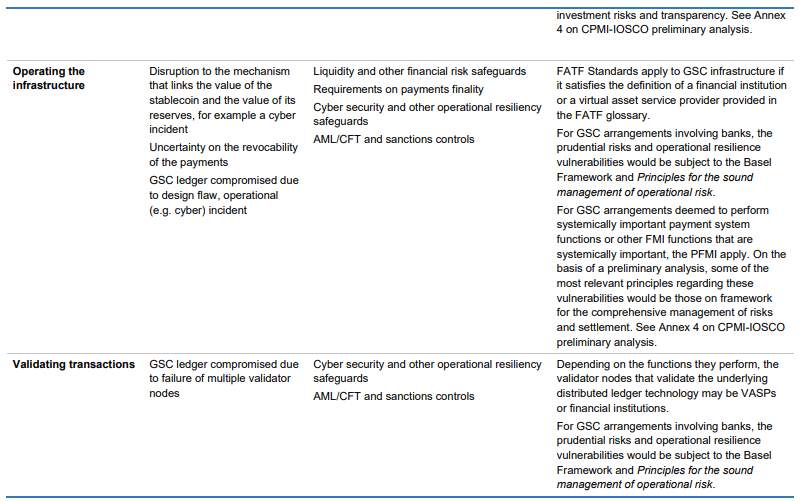 investment risks and transparency. See Annex
4 on CPMI-IOSCO preliminary analysis.
Operating the
infrastructure
Disruption to the mechanism
that links the value of the
stablecoin and the value of its
reserves, for example a cyber
incident
Uncertainty on the revocability
of the payments
GSC ledger compromised due
to design flaw, operational
(e.g. cyber) incident
Liquidity and other financial risk safeguards
Requirements on payments finality
Cyber security and other operational resiliency
safeguards
AML/CFT and sanctions controls
FATF Standards apply to GSC infrastructure if
it satisfies the definition of a financial institution
or a virtual asset service provider provided in
the FATF glossary.
For GSC arrangements involving banks, the
prudential risks and operational resilience
vulnerabilities would be subject to the Basel
Framework and Principles for the sound
management of operational risk.
For GSC arrangements deemed to perform
systemically important payment system
functions or other FMI functions that are
systemically important, the PFMI apply. On the
basis of a preliminary analysis, some of the
most relevant principles regarding these
vulnerabilities would be those on framework
for the comprehensive management of risks
and settlement. See Annex 4 on CPMI-IOSCO
preliminary analysis.
Validating transactions
GSC ledger compromised due
to failure of multiple validator
nodes
Cyber security and other operational resiliency
safeguards
AML/CFT and sanctions controls
Depending on the functions they perform, the
validator nodes that validate the underlying
distributed ledger technology may be VASPs
or financial institutions.
For GSC arrangements involving banks, the
prudential risks and operational resilience
vulnerabilities would be subject to the Basel
Framework and Principles for the sound
management of operational risk.